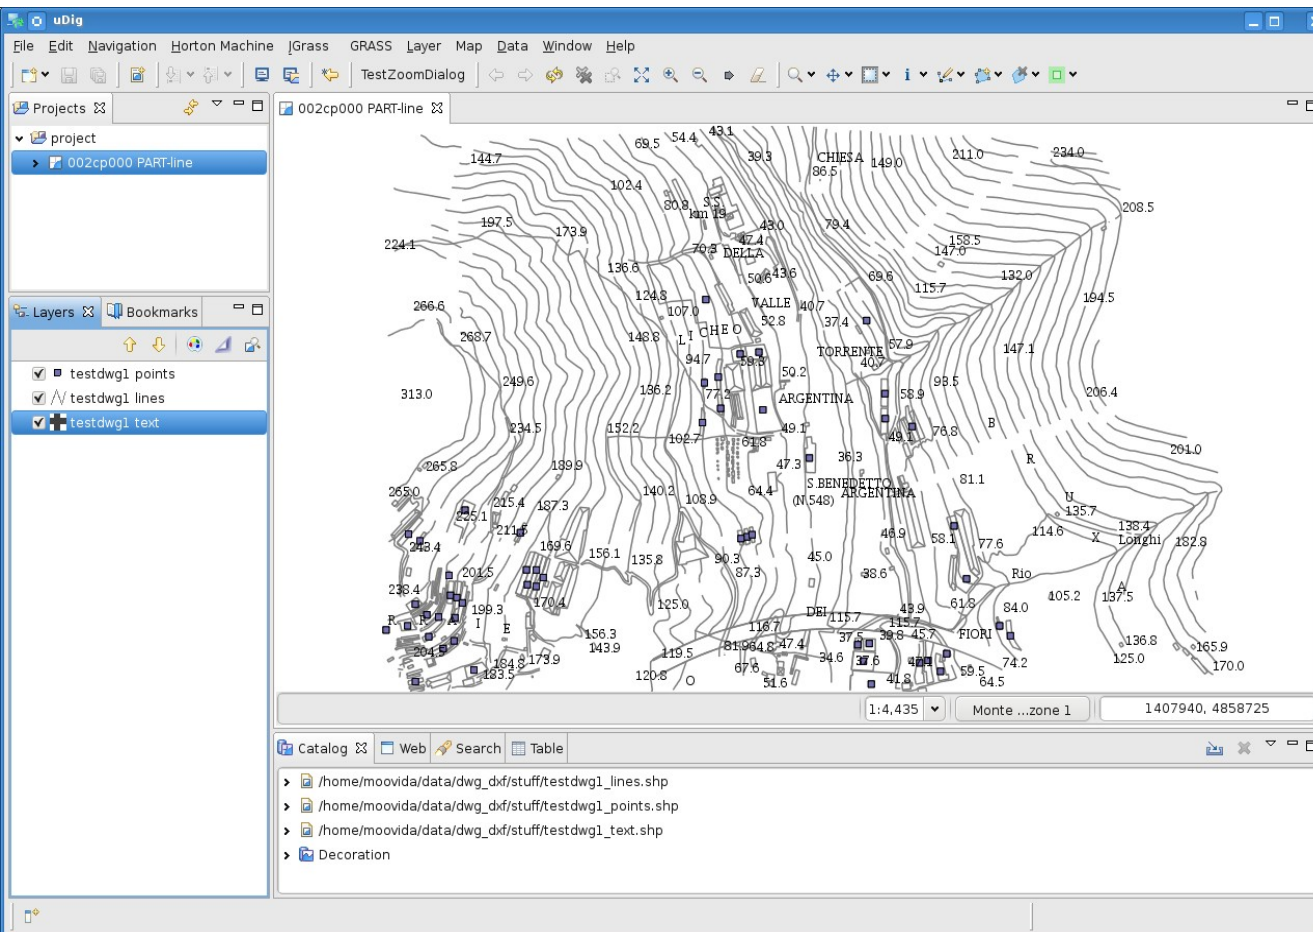 uDig
File Edit Navigation Horton Machine JGrass GRASS Layer Map Data Window Help
TestZoomDialog
Projects
project
002cp000 PART-line
Layers Bookmarks
testdwg1 points
testdwg1 lines
testdwg1 text
002cp000 PART-line
43.1
69.5 54.4
144.7 39.3 CHIESA 149.0 211.0 234.0
86.5
102.4
80.8 S.S. 208.5
km 19
197.5 173.9 43.0 79.4
224.1 70.3 47.4 158.5
DELLA 147.0
136.6 50.6 43.6 69.6 132.0
115.7
124.8 194.5
266.6 107.0 VALLE 40.7
52.8 37.4
268.7 148.8 L I C H E O
TORRENTE 57.9 147.1
94.7 59.3 40.7
249.6 50.2 93.5
313.0 136.2 77.2 ARGENTINA 58.9 206.4
234.5 152.2 49.1 76.8 B
102.7 61.8 49.1
201.0
265.8 189.9 47.3 36.3 R
265.0 140.2 64.4 S.BENEDETTO 81.1
215.4 187.3 108.9 (N.548) ARGENTINA U
225.1 135.7
211.5 46.9 114.6 138.4
243.4 169.6 58.1 77.6 X Longhi 182.8
156.1 135.8 90.3 45.0
201.5 87.3 38.6 Rio
238.4 A
170.4 125.0 61.8 84.0 105.2 137.5
199.3 DEI 115.7 43.9
R R A I E 116.7 115.7
156.3 37.5 39.8 45.7 FIORI
143.9 119.5 81.9 64.8 47.4 136.8 165.9
184.8 173.9 34.6 37.6 74.2 125.0
183.5 120.8 67.6 59.5 170.0
O 51.6 41.8 64.5
1:4,435 Monte ...zone 1 1407940, 4858725
Catalog Web Search Table
/home/moovida/data/dwg_dxf/stuff/testdwg1_lines.shp
/home/moovida/data/dwg_dxf/stuff/testdwg1_points.shp
/home/moovida/data/dwg_dxf/stuff/testdwg1_text.shp
Decoration